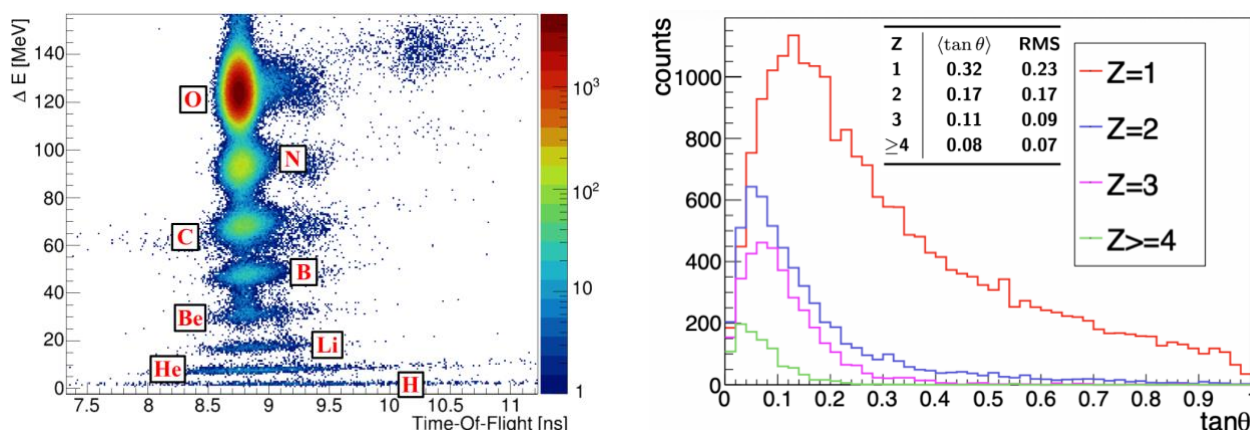 Δ E [MeV]
140
120
100
80
60
40
20
0
O
N
C
B
Be
Li
He
H
10³
10²
10
1
7.5 8 8.5 9 9.5 10 10.5 11
Time-Of-Flight [ns]
counts
1000
800
600
400
200
0
Z ⟨tan θ⟩ RMS
1 0.32 0.23
2 0.17 0.17
3 0.11 0.09
≥4 0.08 0.07
Z=1
Z=2
Z=3
Z>=4
0 0.1 0.2 0.3 0.4 0.5 0.6 0.7 0.8 0.9 1
tanθ